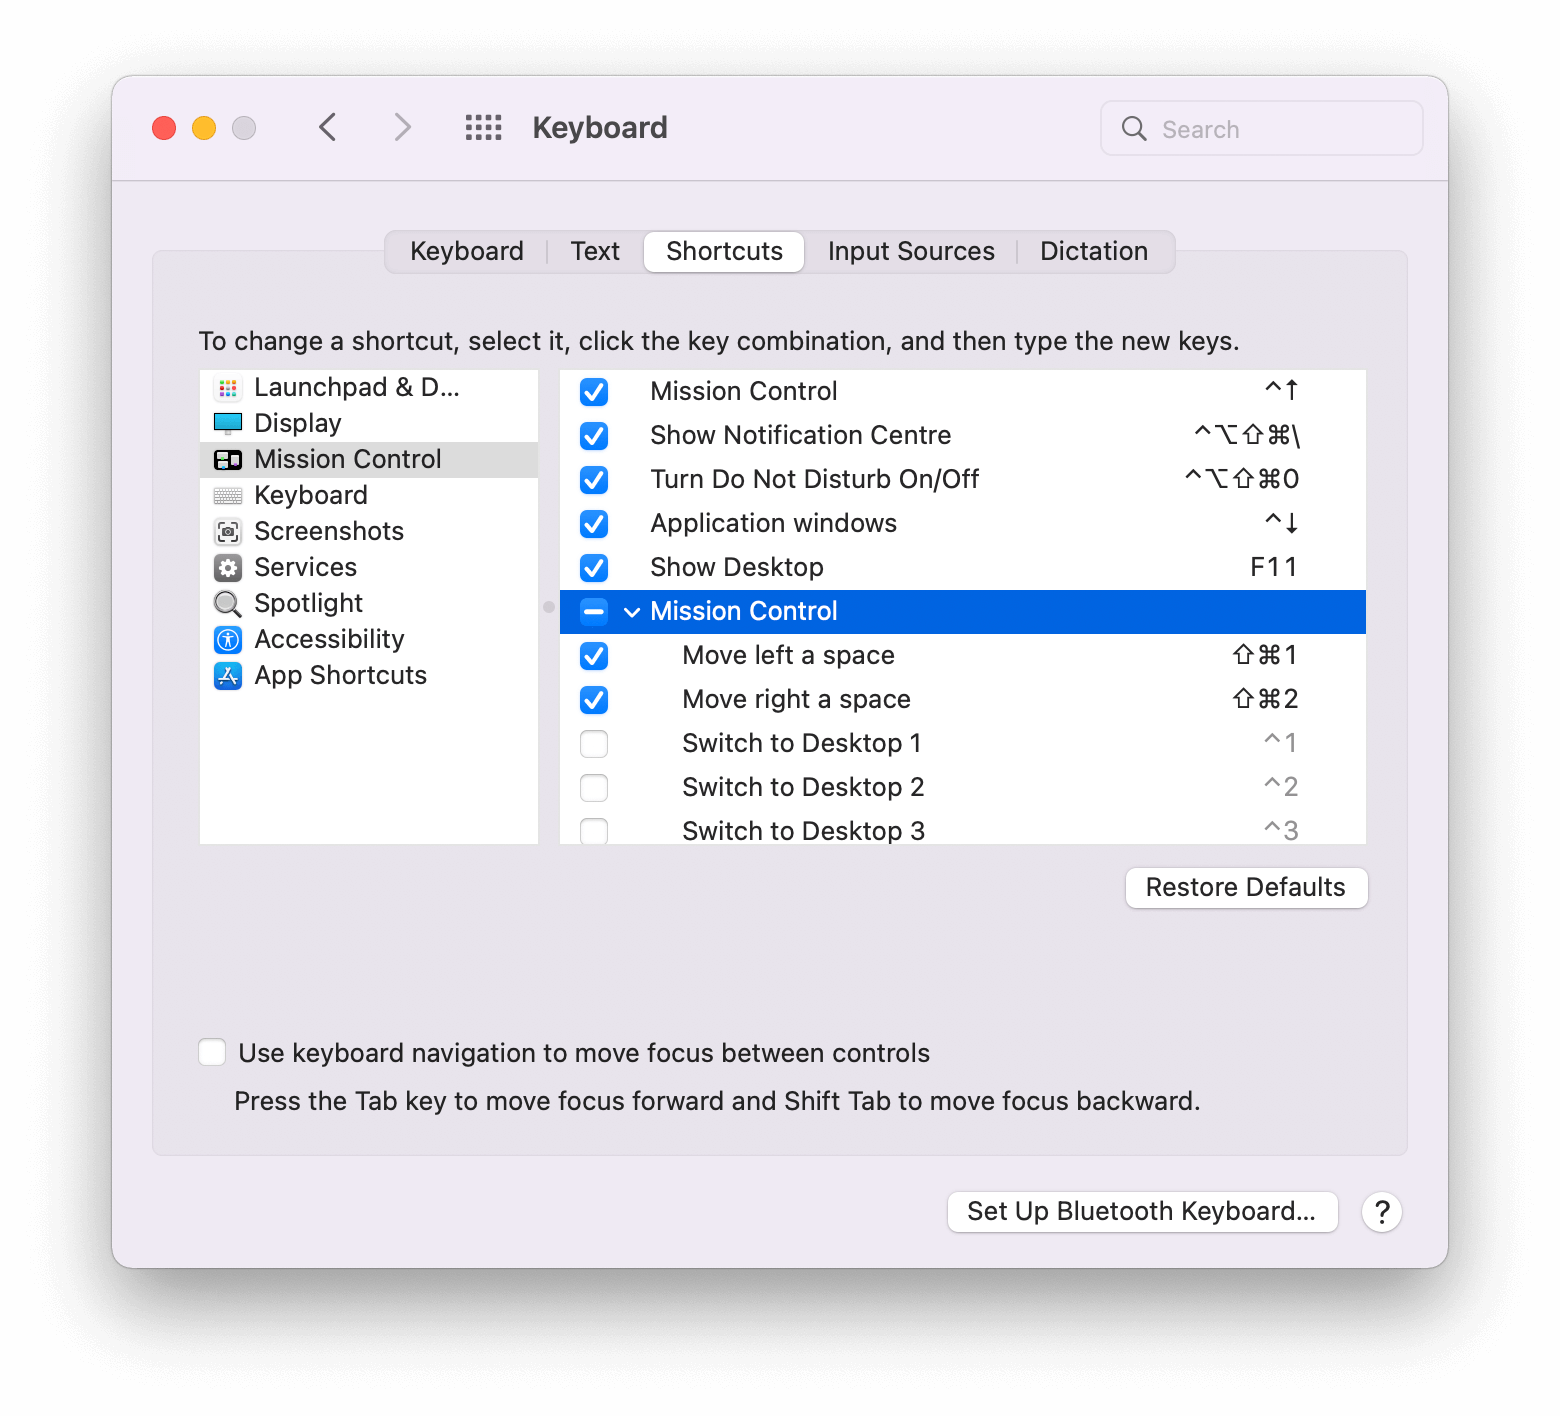 Keyboard
Search
Keyboard Text Shortcuts Input Sources Dictation
To change a shortcut, select it, click the key combination, and then type the new keys.
Launchpad & D...
Display
Mission Control
Keyboard
Screenshots
Services
Spotlight
Accessibility
App Shortcuts
Mission Control ^↑
Show Notification Centre ^⌥⇧⌘\
Turn Do Not Disturb On/Off ^⌥⇧⌘0
Application windows ^↓
Show Desktop F11
Mission Control
Move left a space ⇧⌘1
Move right a space ⇧⌘2
Switch to Desktop 1 ^1
Switch to Desktop 2 ^2
Switch to Desktop 3 ^3
Restore Defaults
Use keyboard navigation to move focus between controls
Press the Tab key to move focus forward and Shift Tab to move focus backward.
Set Up Bluetooth Keyboard... ?